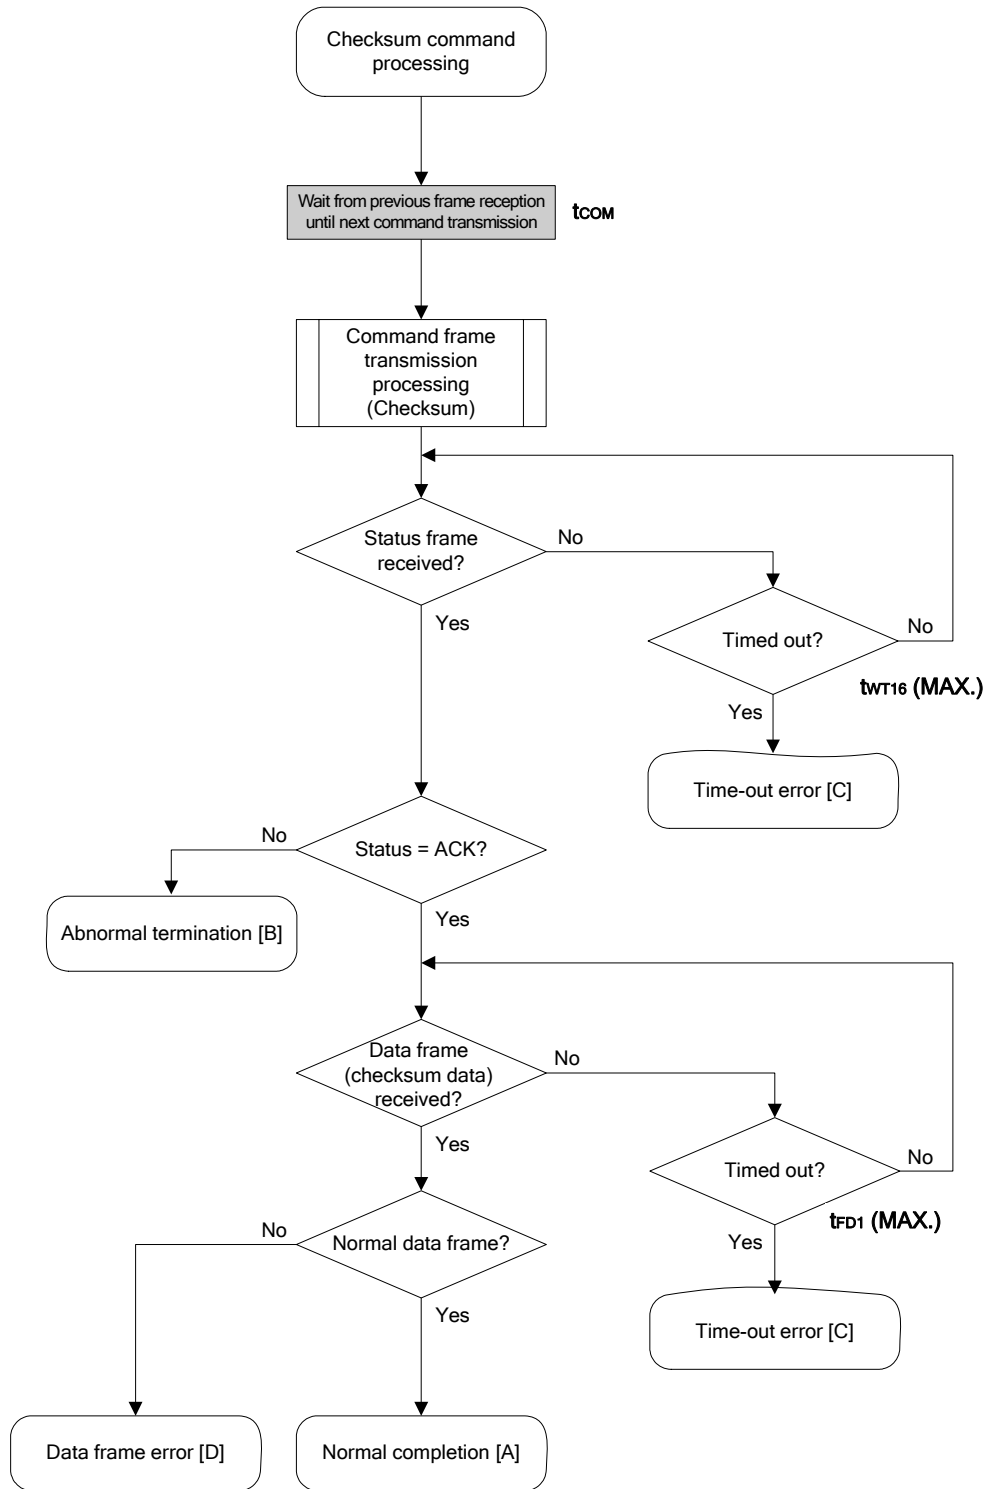 Checksum command
processing
Wait from previous frame reception
until next command transmission
tCOM
Command frame
transmission
processing
(Checksum)
Status frame
received?
No
Yes
Timed out?
No
tWT16 (MAX.)
Yes
Time-out error [C]
Status = ACK?
No
Yes
Abnormal termination [B]
Data frame
(checksum data)
received?
No
Yes
Timed out?
No
tFD1 (MAX.)
Yes
Time-out error [C]
Normal data frame?
No
Yes
Data frame error [D]
Normal completion [A]